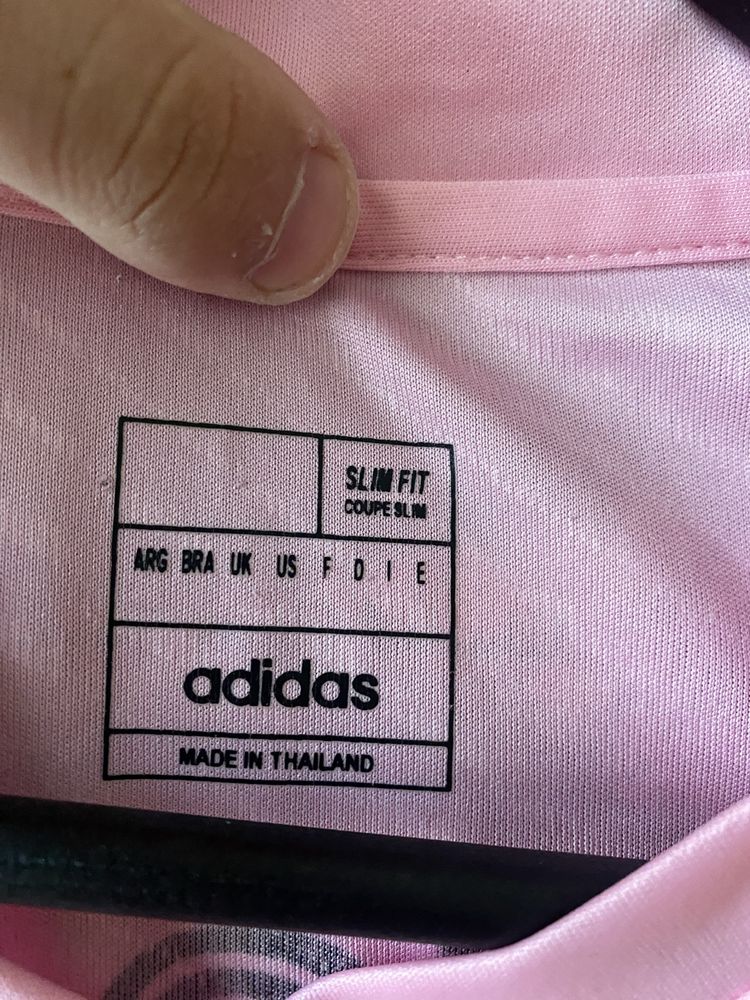 SLIM FIT
COUPE SLIM
ARG BRA UK US F D I E
adidas
MADE IN THAILAND